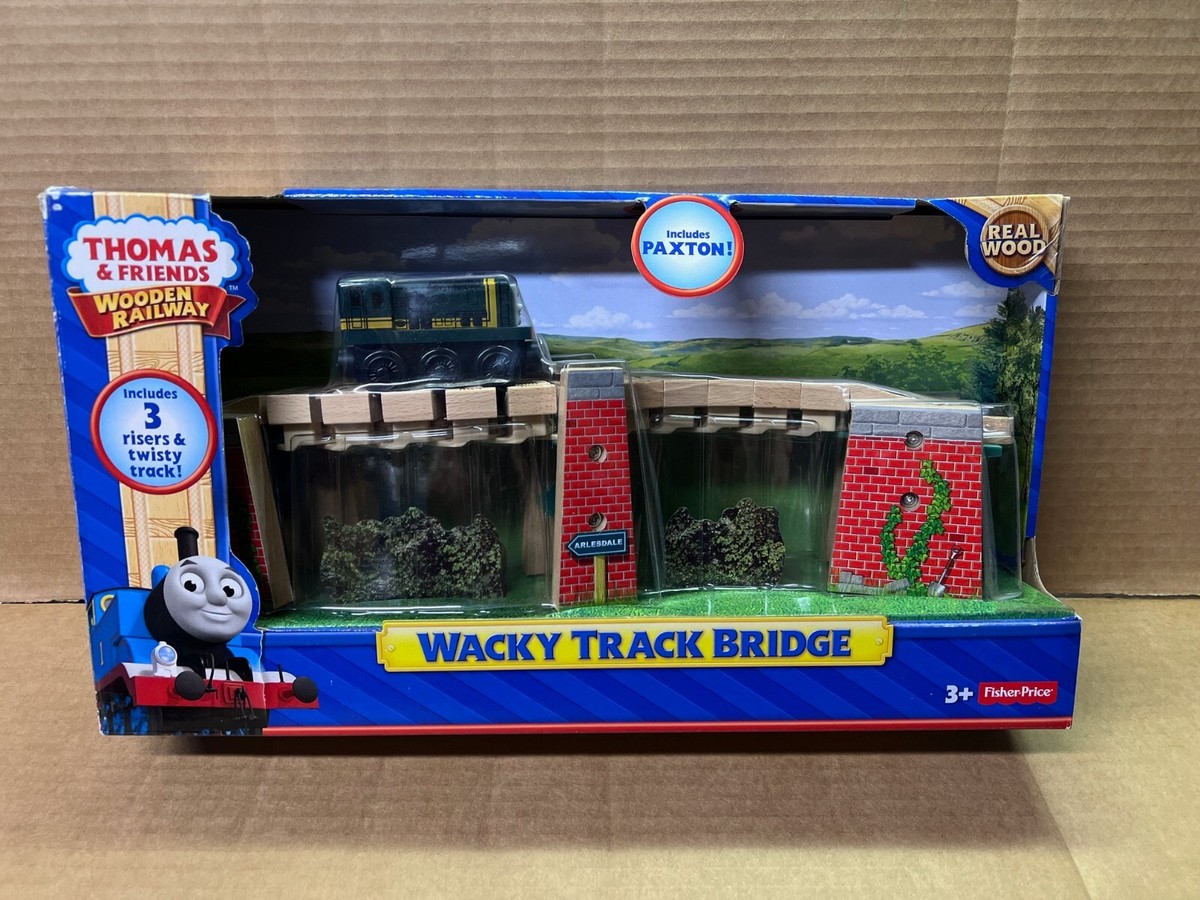 THOMAS
& FRIENDS
™
WOODEN
RAILWAY
Includes
3
risers &
twisty
track!
Includes
PAXTON!
REAL
WOOD
ARLESDALE
WACKY TRACK BRIDGE
3+
Fisher-Price